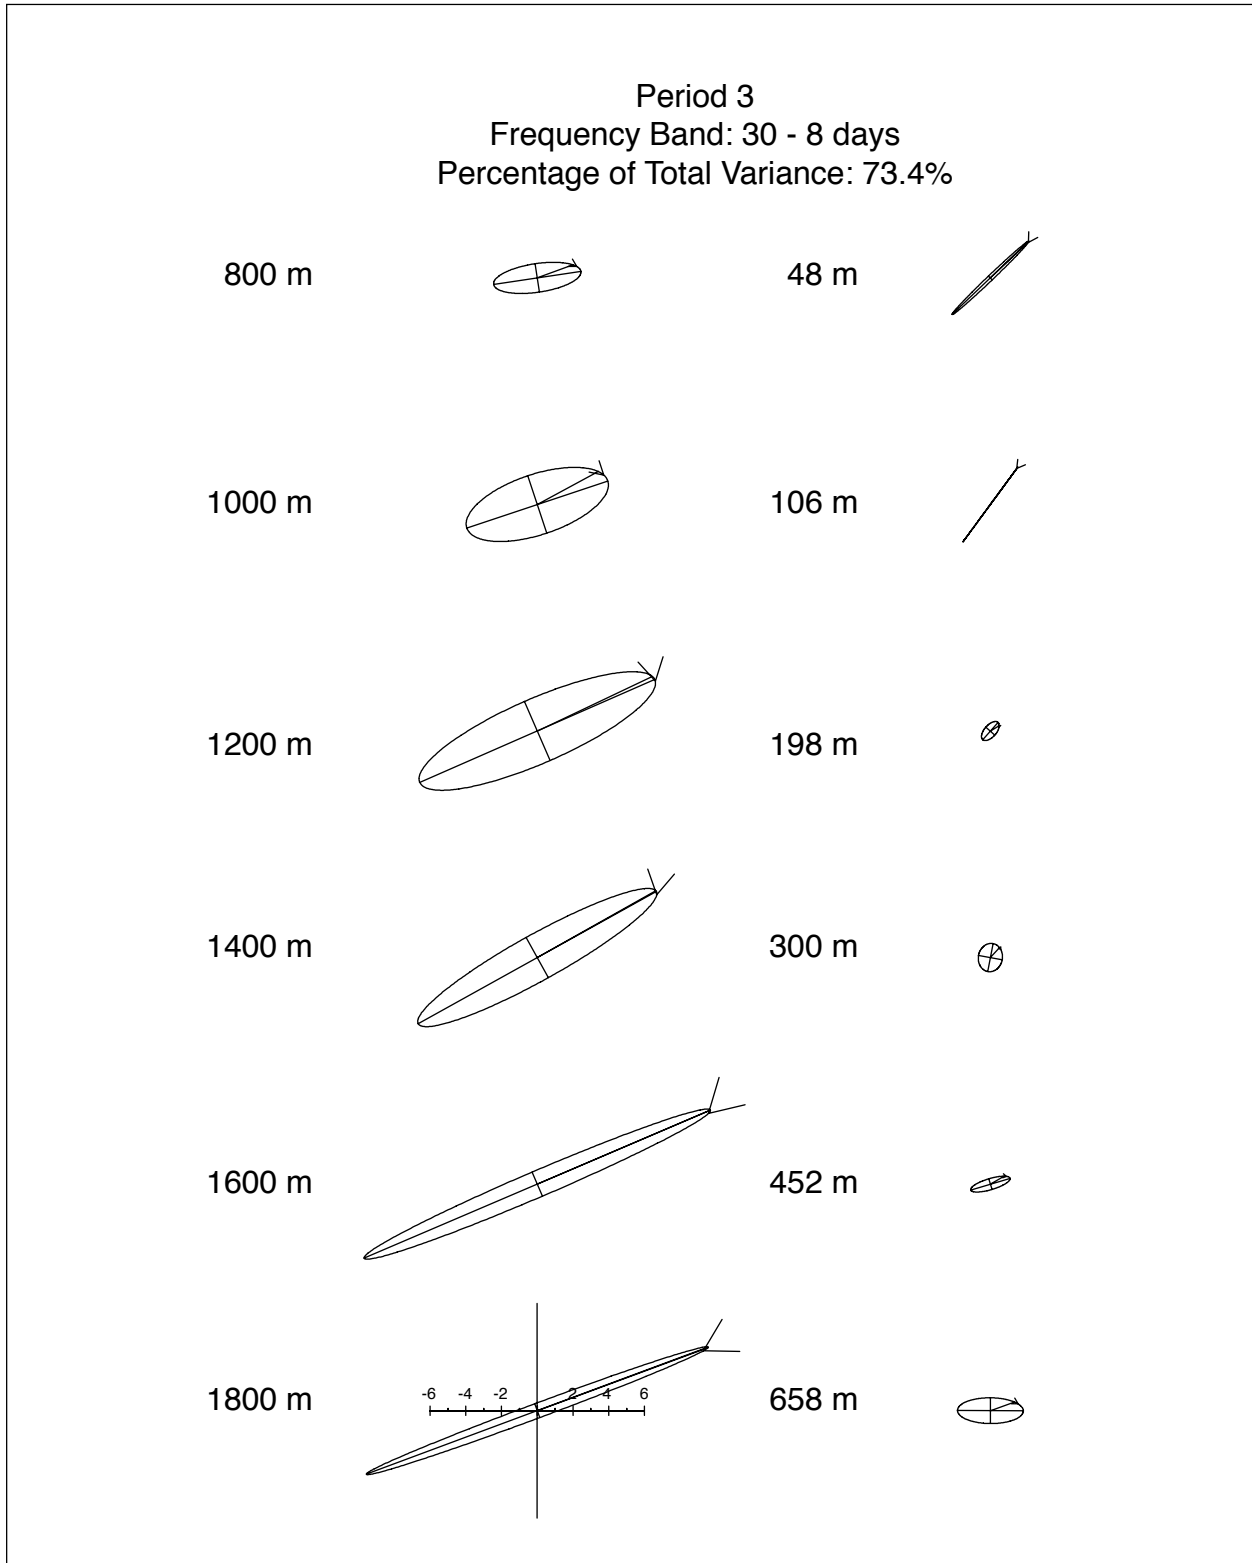 Period 3
Frequency Band: 30 - 8 days
Percentage of Total Variance: 73.4%
800 m
48 m
1000 m
106 m
1200 m
198 m
1400 m
300 m
1600 m
452 m
1800 m
-6 -4 -2 2 4 6
658 m